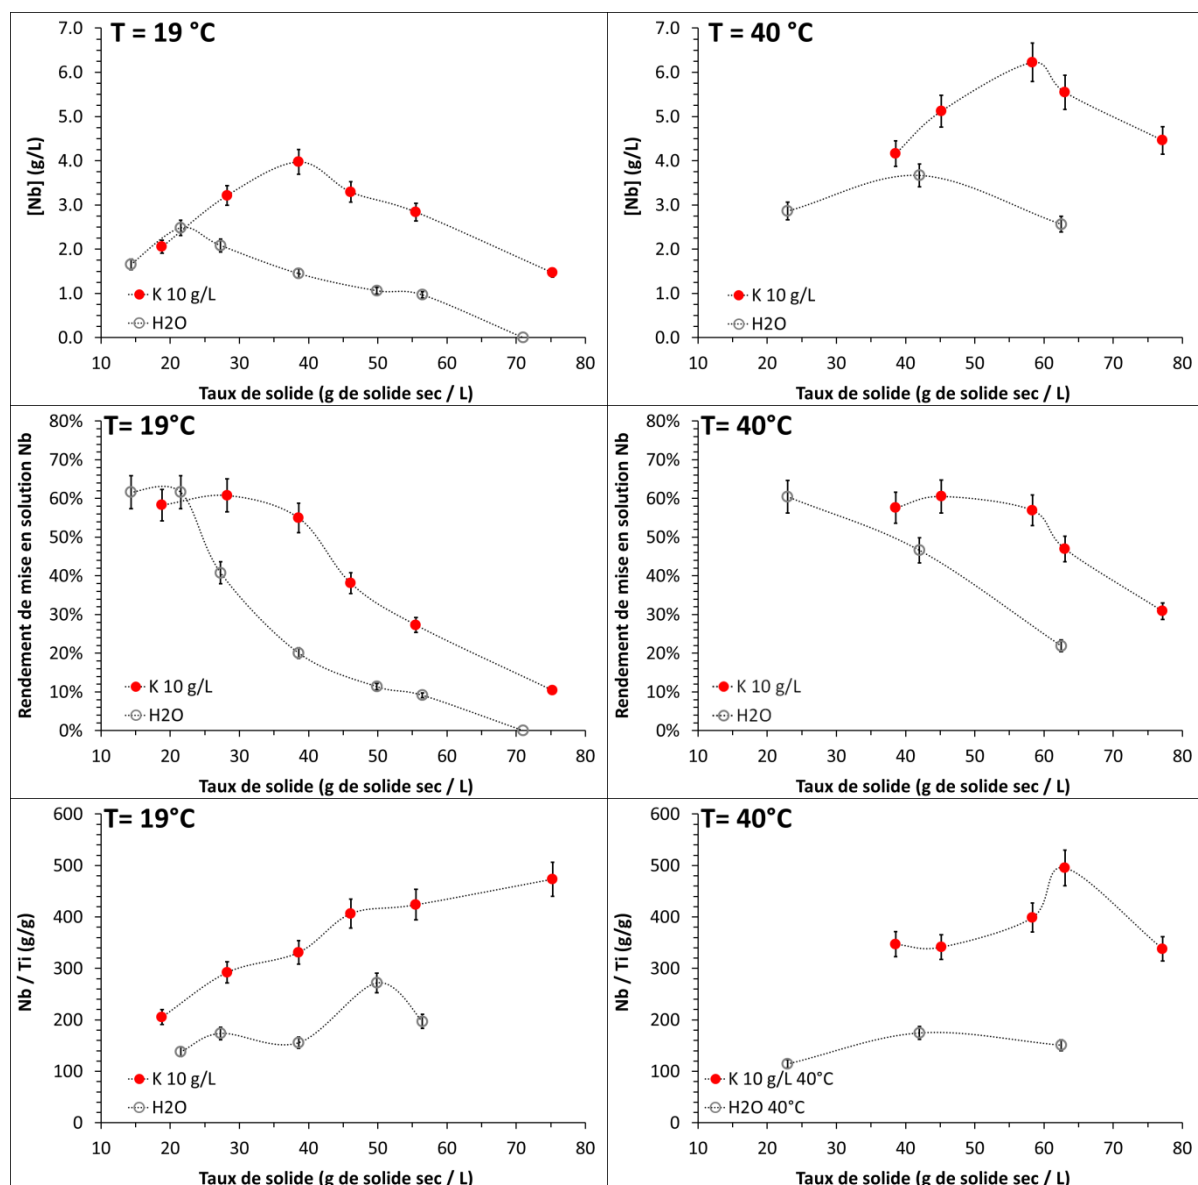 T = 19 °C
[Nb] (g/L)
7.0
6.0
5.0
4.0
3.0
2.0
1.0
0.0
K 10 g/L
H2O
10 20 30 40 50 60 70 80
Taux de solide (g de solide sec / L)
T = 40 °C
[Nb] (g/L)
7.0
6.0
5.0
4.0
3.0
2.0
1.0
0.0
K 10 g/L
H2O
10 20 30 40 50 60 70 80
Taux de solide (g de solide sec / L)
T= 19°C
Rendement de mise en solution Nb
80%
70%
60%
50%
40%
30%
20%
10%
0%
K 10 g/L
H2O
10 20 30 40 50 60 70 80
Taux de solide (g de solide sec / L)
T= 40°C
Rendement de mise en solution Nb
80%
70%
60%
50%
40%
30%
20%
10%
0%
K 10 g/L
H2O
10 20 30 40 50 60 70 80
Taux de solide (g de solide sec / L)
T= 19°C
Nb / Ti (g/g)
600
500
400
300
200
100
0
K 10 g/L
H2O
10 20 30 40 50 60 70 80
Taux de solide (g de solide sec / L)
T= 40°C
Nb / Ti (g/g)
600
500
400
300
200
100
0
K 10 g/L 40°C
H2O 40°C
10 20 30 40 50 60 70 80
Taux de solide (g de solide sec / L)